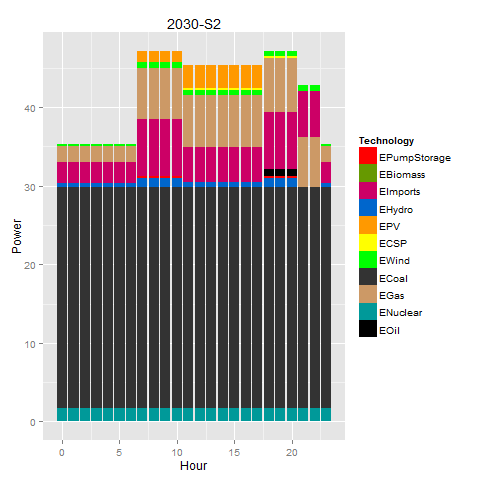 2030-S2
Power
40
30
20
10
0
0
5
10
15
20
Hour
Technology
EPumpStorage
EBiomass
EImports
EHydro
EPV
ECSP
EWind
ECoal
EGas
ENuclear
EOil